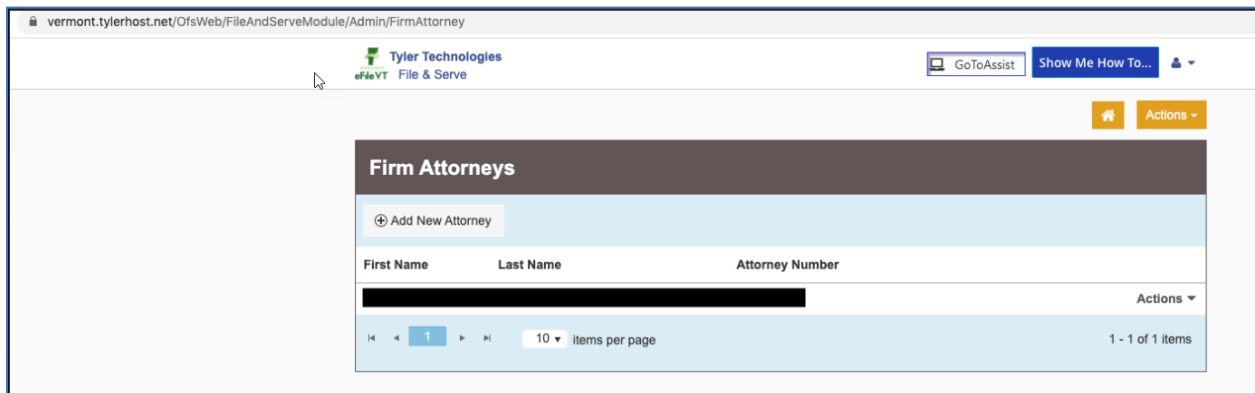 vermont.tylerhost.net/OfsWeb/FileAndServeModule/Admin/FirmAttorney
Tyler Technologies
eFileVT File & Serve
GoToAssist
Show Me How To...
Actions
Firm Attorneys
Add New Attorney
First Name Last Name Attorney Number
Actions
1 10 items per page 1 - 1 of 1 items